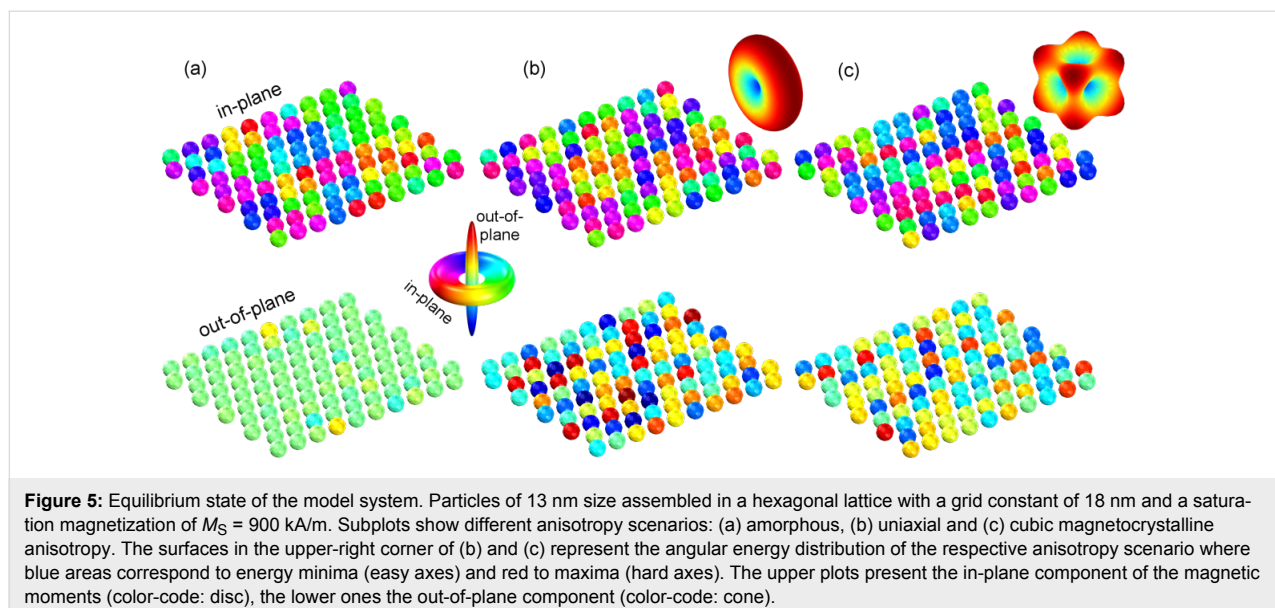 (a)
(b)
(c)
in-plane
out-of-
plane
in-plane
out-of-plane
Figure 5: Equilibrium state of the model system. Particles of 13 nm size assembled in a hexagonal lattice with a grid constant of 18 nm and a satura-
tion magnetization of MS = 900 kA/m. Subplots show different anisotropy scenarios: (a) amorphous, (b) uniaxial and (c) cubic magnetocrystalline
anisotropy. The surfaces in the upper-right corner of (b) and (c) represent the angular energy distribution of the respective anisotropy scenario where
blue areas correspond to energy minima (easy axes) and red to maxima (hard axes). The upper plots present the in-plane component of the magnetic
moments (color-code: disc), the lower ones the out-of-plane component (color-code: cone).